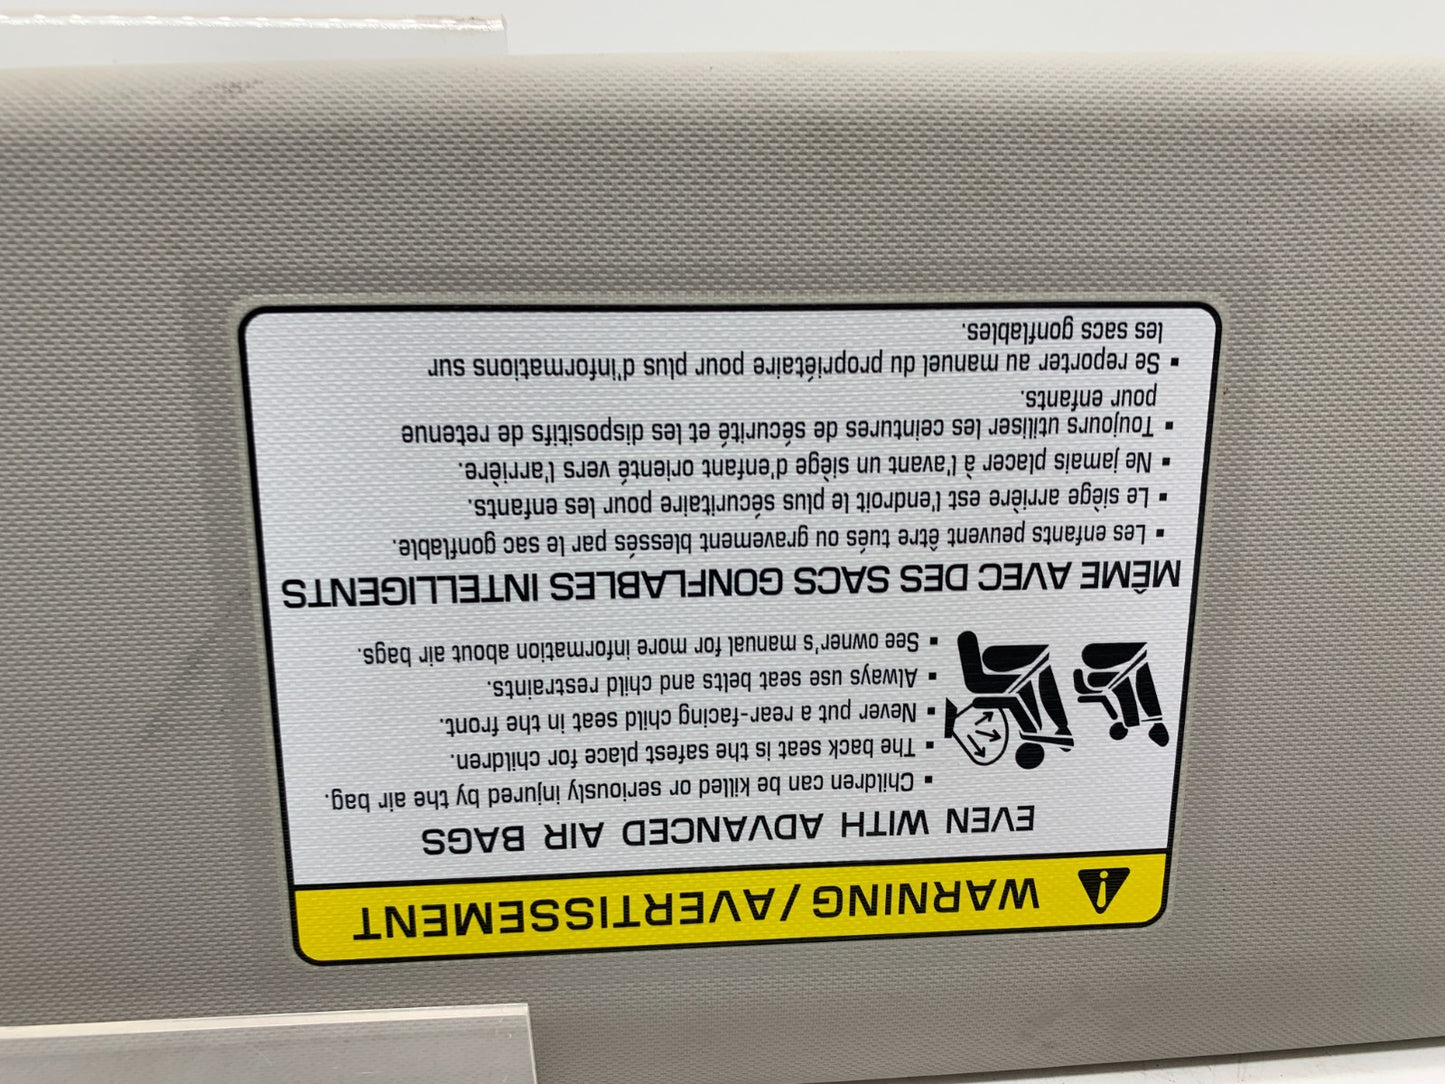 WARNING/AVERTISSEMENT
EVEN WITH ADVANCED AIR BAGS
▪ Children can be killed or seriously injured by the air bag.
▪ The back seat is the safest place for children.
▪ Never put a rear-facing child seat in the front.
▪ Always use seat belts and child restraints.
▪ See owner's manual for more information about air bags.
MÊME AVEC DES SACS GONFLABLES INTELLIGENTS
▪ Les enfants peuvent être tués ou gravement blessés par le sac gonflable.
▪ Le siège arrière est l'endroit le plus sécuritaire pour les enfants.
▪ Ne jamais placer à l'avant un siège d'enfant orienté vers l'arrière.
▪ Toujours utiliser les ceintures de sécurité et les dispositifs de retenue
pour enfants.
▪ Se reporter au manuel du propriétaire pour plus d'informations sur
les sacs gonflables.